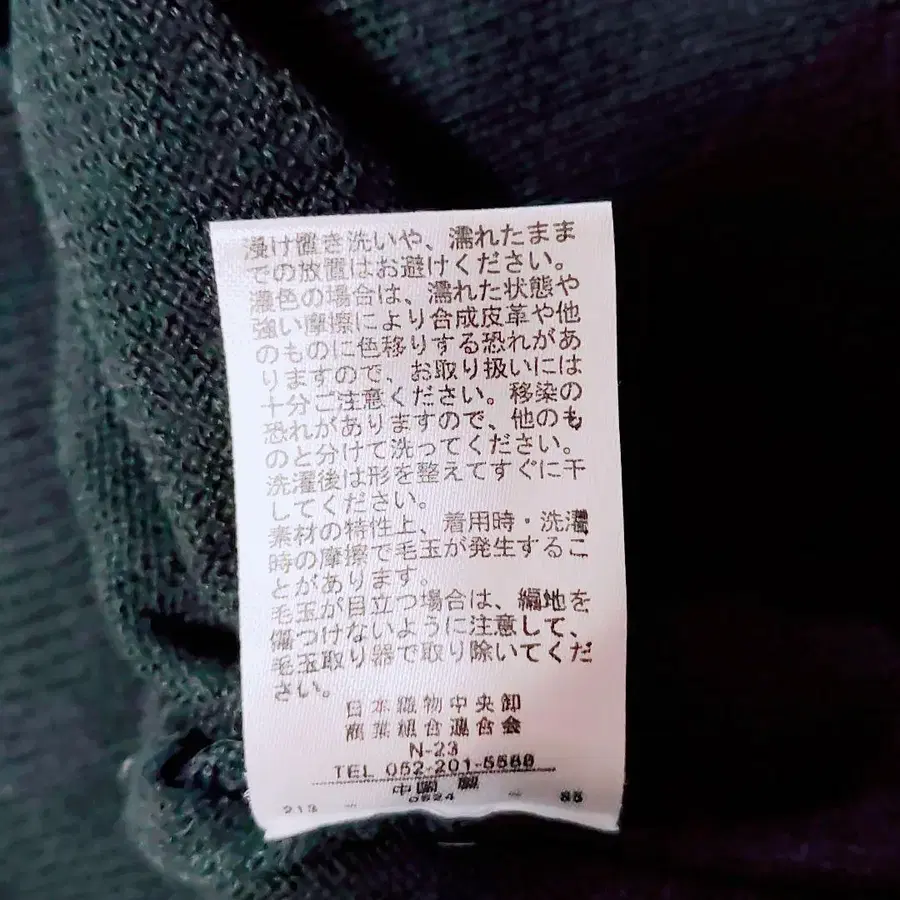 浸け置き洗いや、濡れたまま
での放置はお避けください。
濃色の場合は、濡れた状態や
強い摩擦により合成皮革や他
のものに色移りする恐れがあ
りますので、お取り扱いには
十分ご注意ください。移染の
恐れがありますので、他のも
のと分けて洗ってください。
洗濯後は形を整えてすぐに干
してください。
素材の特性上、着用時・洗濯
時の摩擦で毛玉が発生するこ
とがあります。
毛玉が目立つ場合は、編地を
傷つけないように注意して、
毛玉取り器で取り除いてくだ
さい。
日本織物中央卸
商業組合連合会
N-23
TEL 052-201-5588
中国製
213 0524 85